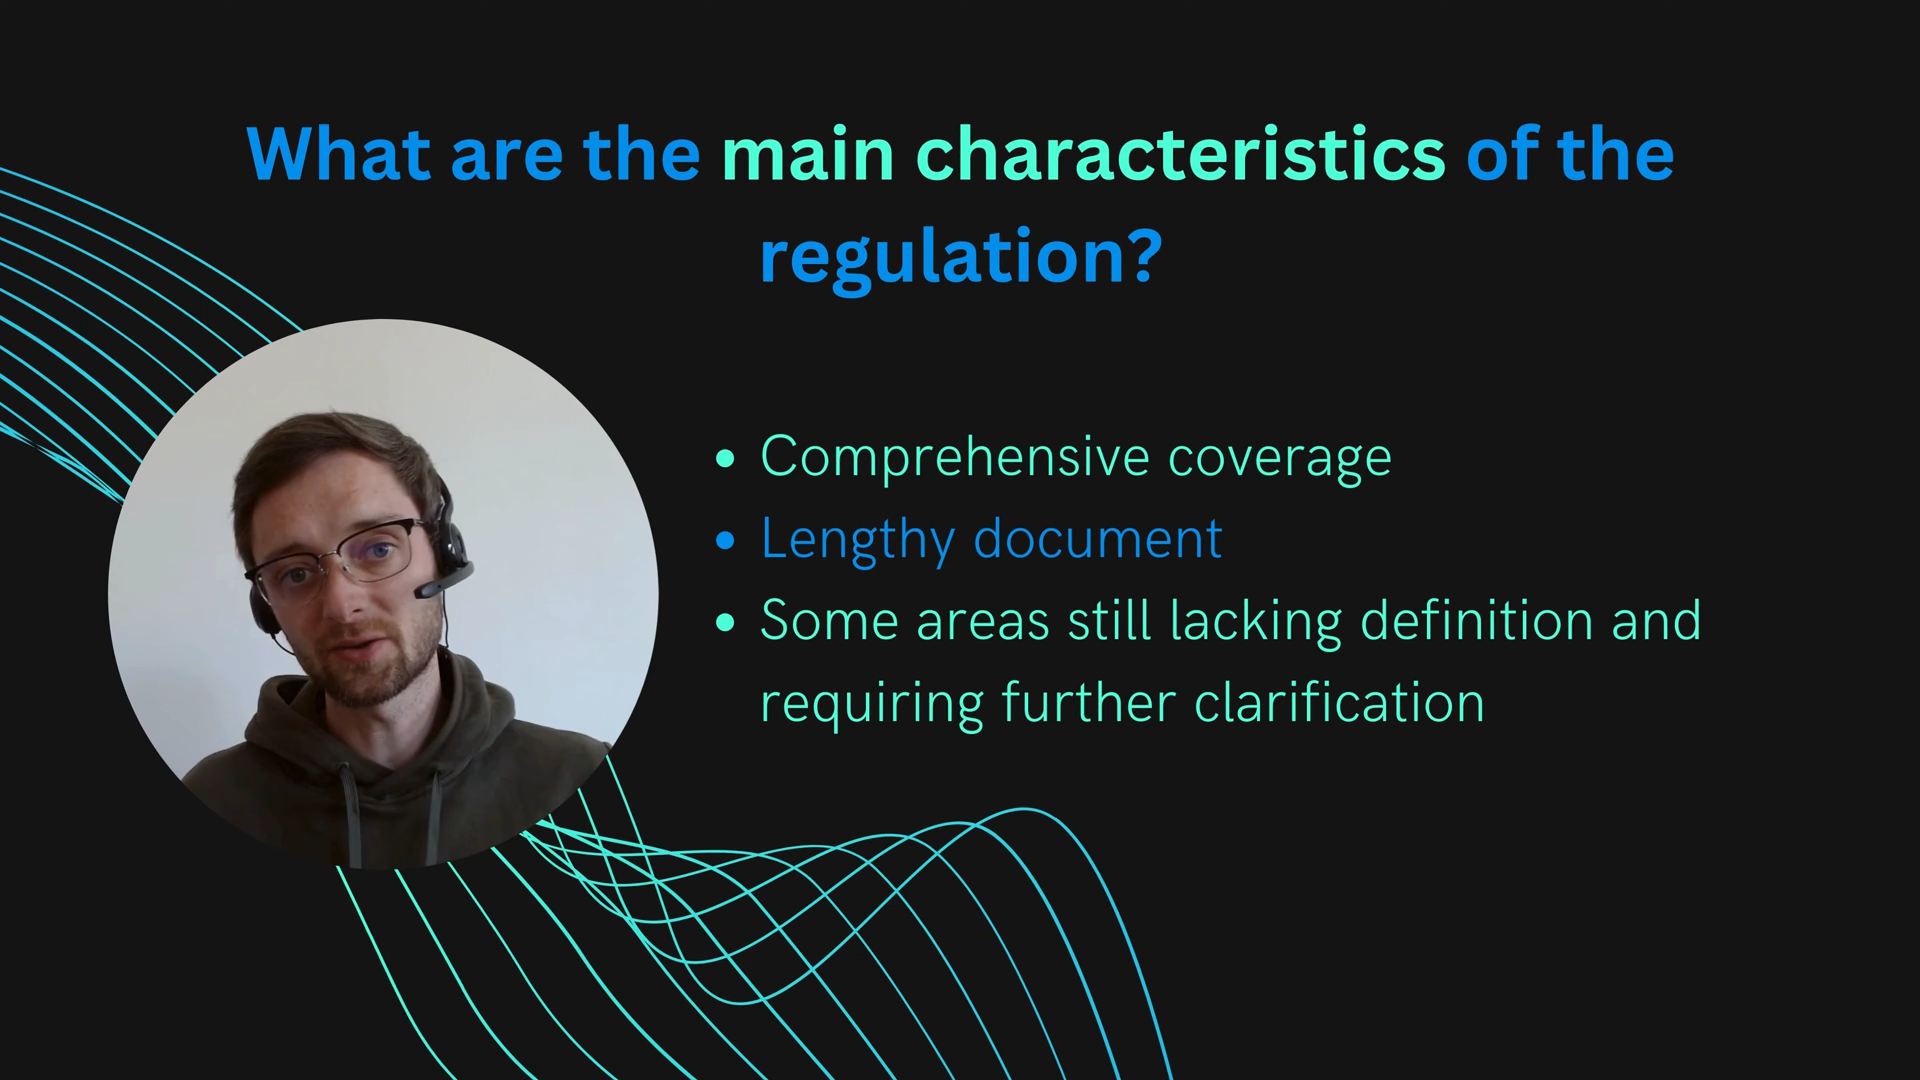 What are the main characteristics of the
regulation?
• Comprehensive coverage
• Lengthy document
• Some areas still lacking definition and
requiring further clarification